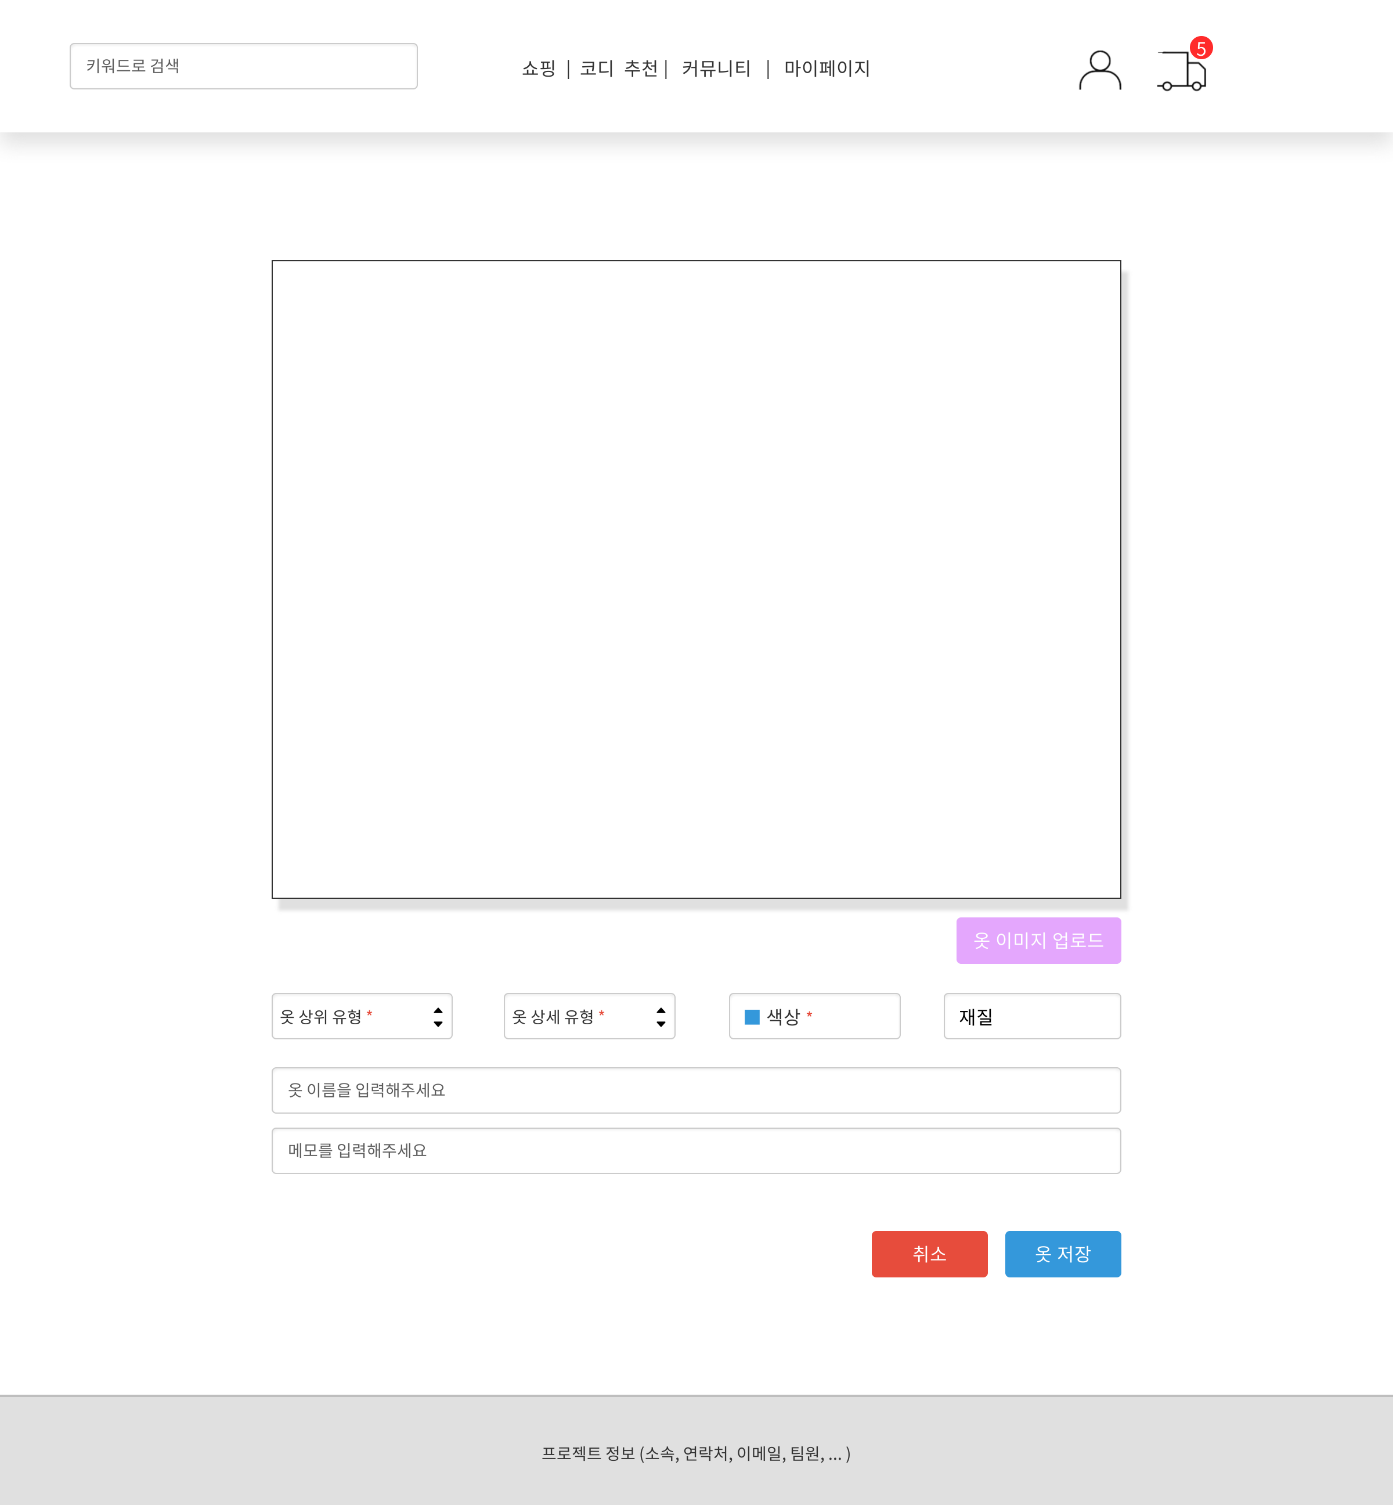 키워드로 검색
쇼핑 | 코디 추천 | 커뮤니티 | 마이페이지
5
옷 이미지 업로드
옷 상위 유형 *
옷 상세 유형 *
색상 *
재질
옷 이름을 입력해주세요
메모를 입력해주세요
취소
옷 저장
프로젝트 정보 (소속, 연락처, 이메일, 팀원, ... )